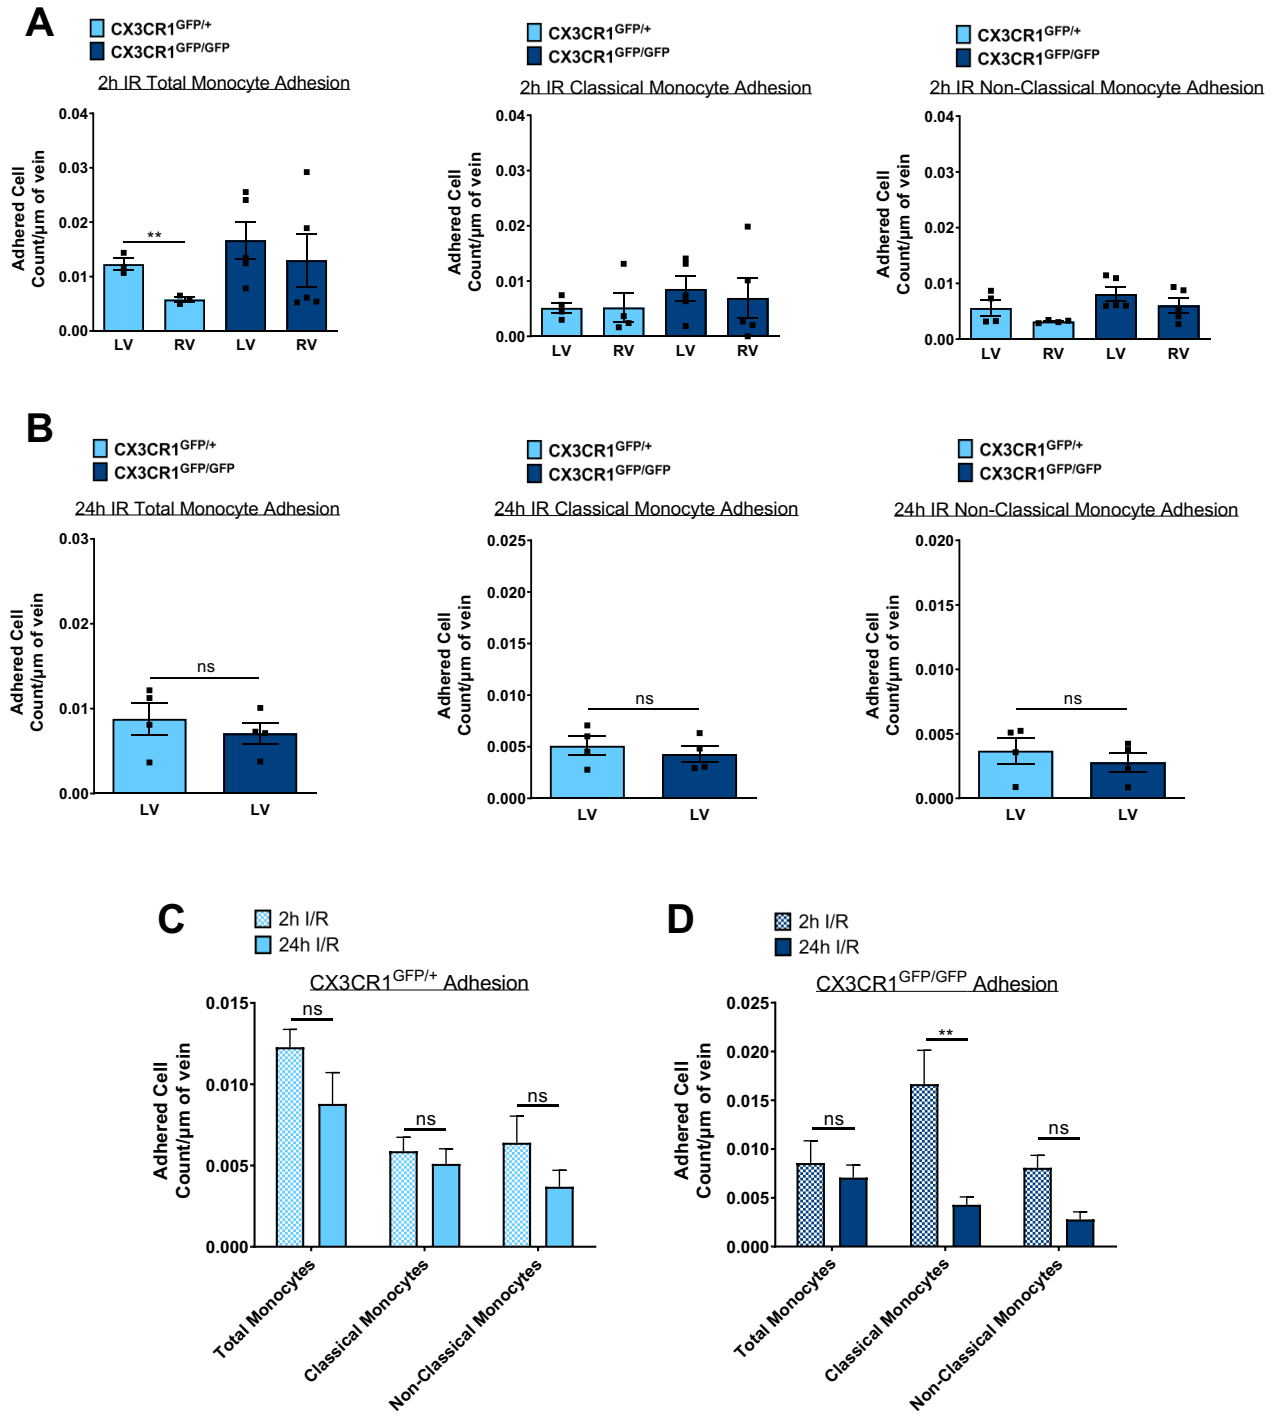 A
CX3CR1GFP/+
CX3CR1GFP/GFP
2h IR Total Monocyte Adhesion
Adhered Cell
Count/µm of vein
0.04
0.03
0.02
0.01
0.00
**
LV RV LV RV
CX3CR1GFP/+
CX3CR1GFP/GFP
2h IR Classical Monocyte Adhesion
Adhered Cell
Count/µm of vein
0.04
0.03
0.02
0.01
0.00
LV RV LV RV
CX3CR1GFP/+
CX3CR1GFP/GFP
2h IR Non-Classical Monocyte Adhesion
Adhered Cell
Count/µm of vein
0.04
0.03
0.02
0.01
0.00
LV RV LV RV
B
CX3CR1GFP/+
CX3CR1GFP/GFP
24h IR Total Monocyte Adhesion
Adhered Cell
Count/µm of vein
0.03
0.02
0.01
0.00
ns
LV LV
CX3CR1GFP/+
CX3CR1GFP/GFP
24h IR Classical Monocyte Adhesion
Adhered Cell
Count/µm of vein
0.025
0.020
0.015
0.010
0.005
0.000
ns
LV LV
CX3CR1GFP/+
CX3CR1GFP/GFP
24h IR Non-Classical Monocyte Adhesion
Adhered Cell
Count/µm of vein
0.020
0.015
0.010
0.005
0.000
ns
LV LV
C
2h I/R
24h I/R
CX3CR1GFP/+ Adhesion
Adhered Cell
Count/µm of vein
0.015
0.010
0.005
0.000
ns
ns
ns
Total Monocytes
Classical Monocytes
Non-Classical Monocytes
D
2h I/R
24h I/R
CX3CR1GFP/GFP Adhesion
Adhered Cell
Count/µm of vein
0.025
0.020
0.015
0.010
0.005
0.000
ns
**
ns
Total Monocytes
Classical Monocytes
Non-Classical Monocytes